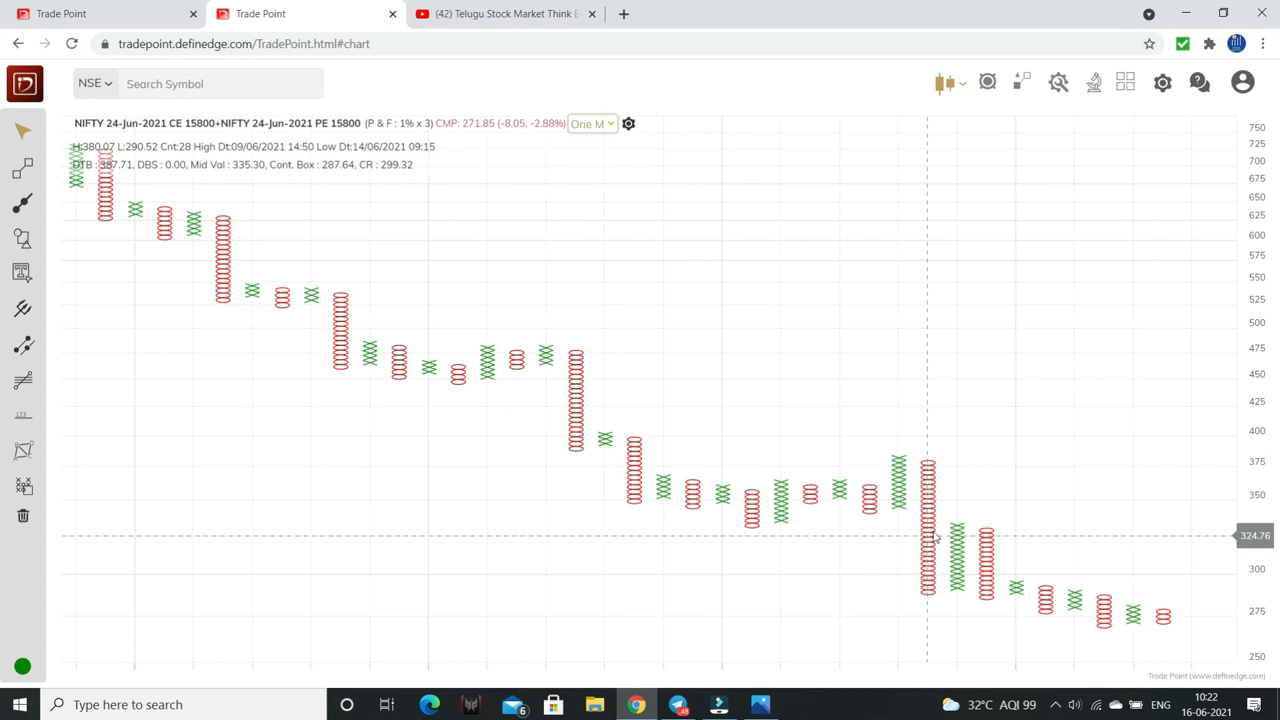 Trade Point
Trade Point
(42) Telugu Stock Market Think B
tradepoint.definedge.com/TradePoint.html#chart
NSE
Search Symbol
NIFTY 24-Jun-2021 CE 15800+NIFTY 24-Jun-2021 PE 15800 (P & F : 1% x 3) CMP: 271.85 (-8.05, -2.88%) One M
H:380.07 L:290.52 Cnt:28 High Dt:09/06/2021 14:50 Low Dt:14/06/2021 09:15
DTB : 387.71, DBS : 0.00, Mid Val : 335.30, Cont. Box : 287.64, CR : 299.32
750
725
700
675
650
625
600
575
550
525
500
475
450
425
400
375
350
324.76
300
275
250
123
Trade Point (www.definedge.com)
Type here to search
6
48
32°C AQI 99
ENG
10:22
16-06-2021